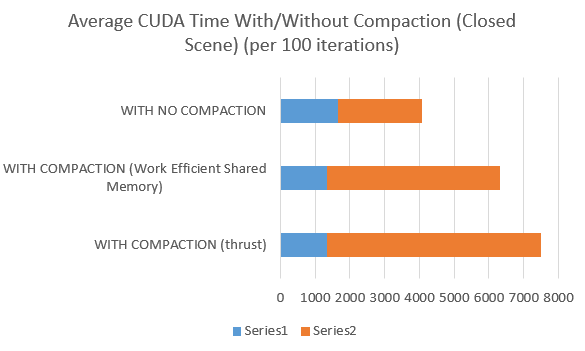 Average CUDA Time With/Without Compaction (Closed
Scene) (per 100 iterations)
WITH NO COMPACTION
WITH COMPACTION (Work Efficient Shared
Memory)
WITH COMPACTION (thrust)
0 1000 2000 3000 4000 5000 6000 7000 8000
Series1 Series2